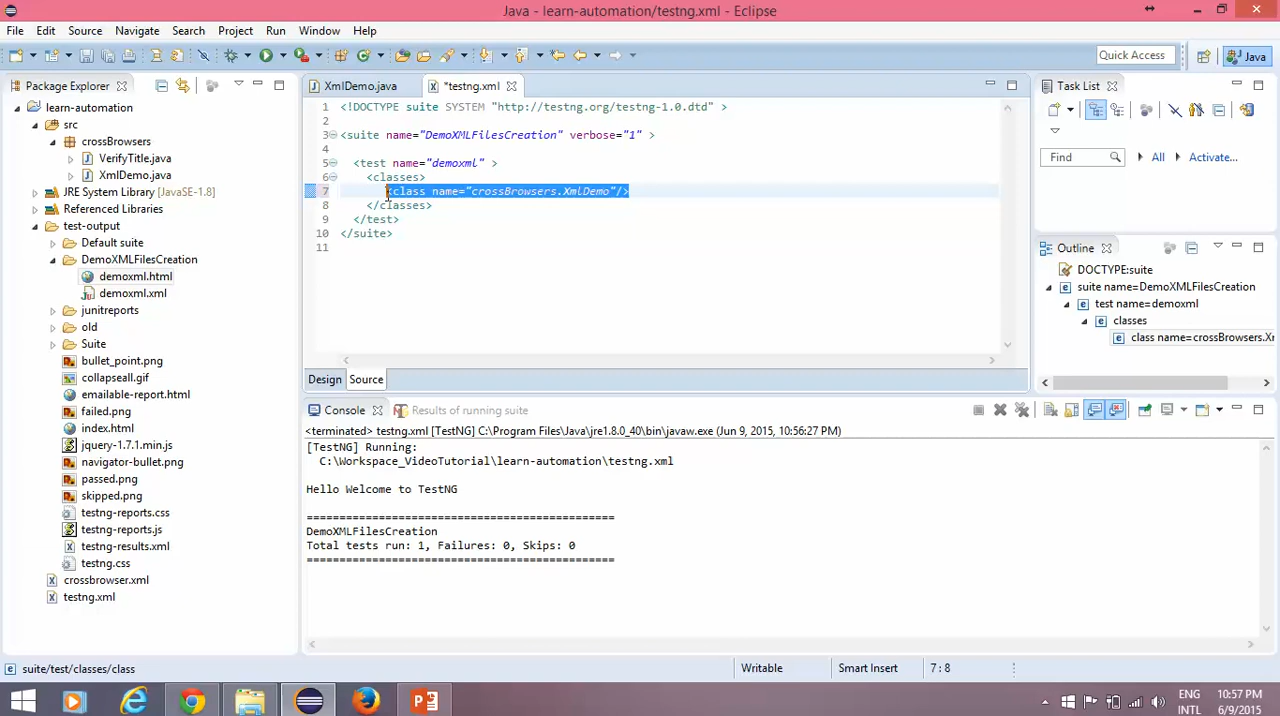 Java - learn-automation/testng.xml - Eclipse
File Edit Source Navigate Search Project Run Window Help
Quick Access
Java
Package Explorer
learn-automation
src
crossBrowsers
VerifyTitle.java
XmlDemo.java
JRE System Library [JavaSE-1.8]
Referenced Libraries
test-output
Default suite
DemoXMLFilesCreation
demoxml.html
demoxml.xml
junitreports
old
Suite
bullet_point.png
collapseall.gif
emailable-report.html
failed.png
index.html
jquery-1.7.1.min.js
navigator-bullet.png
passed.png
skipped.png
testng-reports.css
testng-reports.js
testng-results.xml
testng.css
crossbrowser.xml
testng.xml
XmlDemo.java *testng.xml
1 <!DOCTYPE suite SYSTEM "http://testng.org/testng-1.0.dtd" >
2
3 <suite name="DemoXMLFilesCreation" verbose="1" >
4
5 <test name="demoxml" >
6 <classes>
7 <class name="crossBrowsers.XmlDemo"/>
8 </classes>
9 </test>
10 </suite>
11
Design Source
Task List
Find All Activate...
Outline
DOCTYPE:suite
suite name=DemoXMLFilesCreation
test name=demoxml
classes
class name=crossBrowsers.X
Console Results of running suite
<terminated> testng.xml [TestNG] C:\Program Files\Java\jre1.8.0_40\bin\javaw.exe (Jun 9, 2015, 10:56:27 PM)
[TestNG] Running:
C:\Workspace_VideoTutorial\learn-automation\testng.xml
Hello Welcome to TestNG
===============================================
DemoXMLFilesCreation
Total tests run: 1, Failures: 0, Skips: 0
===============================================
suite/test/classes/class Writable Smart Insert 7:8
ENG 10:57 PM
INTL 6/9/2015